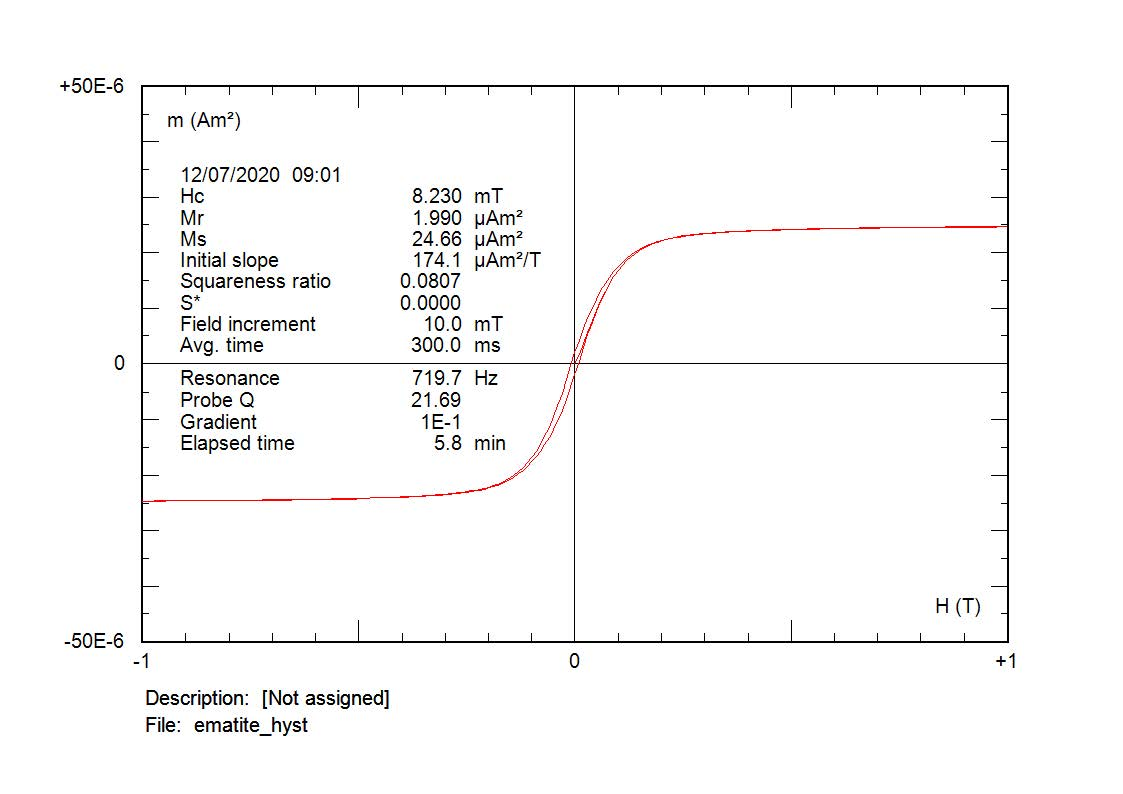 +50E-6
m (Am²)
12/07/2020 09:01
Hc 8.230 mT
Mr 1.990 µAm²
Ms 24.66 µAm²
Initial slope 174.1 µAm²/T
Squareness ratio 0.0807
S* 0.0000
Field increment 10.0 mT
Avg. time 300.0 ms
0
Resonance 719.7 Hz
Probe Q 21.69
Gradient 1E-1
Elapsed time 5.8 min
H (T)
-50E-6
-1 0 +1
Description: [Not assigned]
File: ematite_hyst